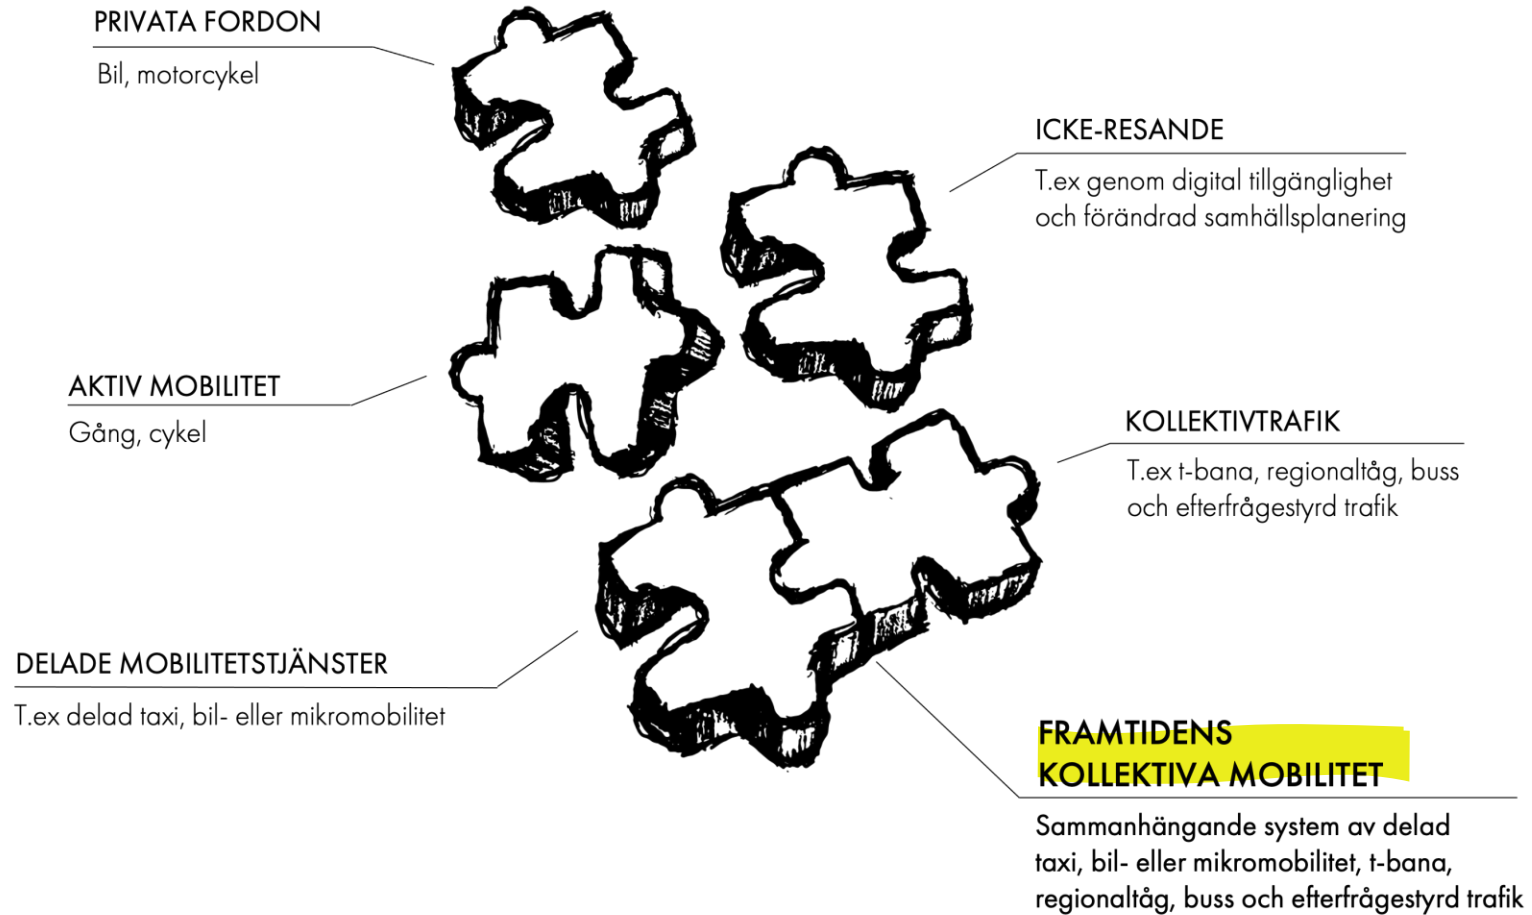 PRIVATA FORDON
Bil, motorcykel
ICKE-RESANDE
T.ex genom digital tillgänglighet
och förändrad samhällsplanering
AKTIV MOBILITET
Gång, cykel
KOLLEKTIVTRAFIK
T.ex t-bana, regionaltåg, buss
och efterfrågestyrd trafik
DELADE MOBILITETSTJÄNSTER
T.ex delad taxi, bil- eller mikromobilitet
FRAMTIDENS
KOLLEKTIVA MOBILITET
Sammanhängande system av delad
taxi, bil- eller mikromobilitet, t-bana,
regionaltåg, buss och efterfrågestyrd trafik